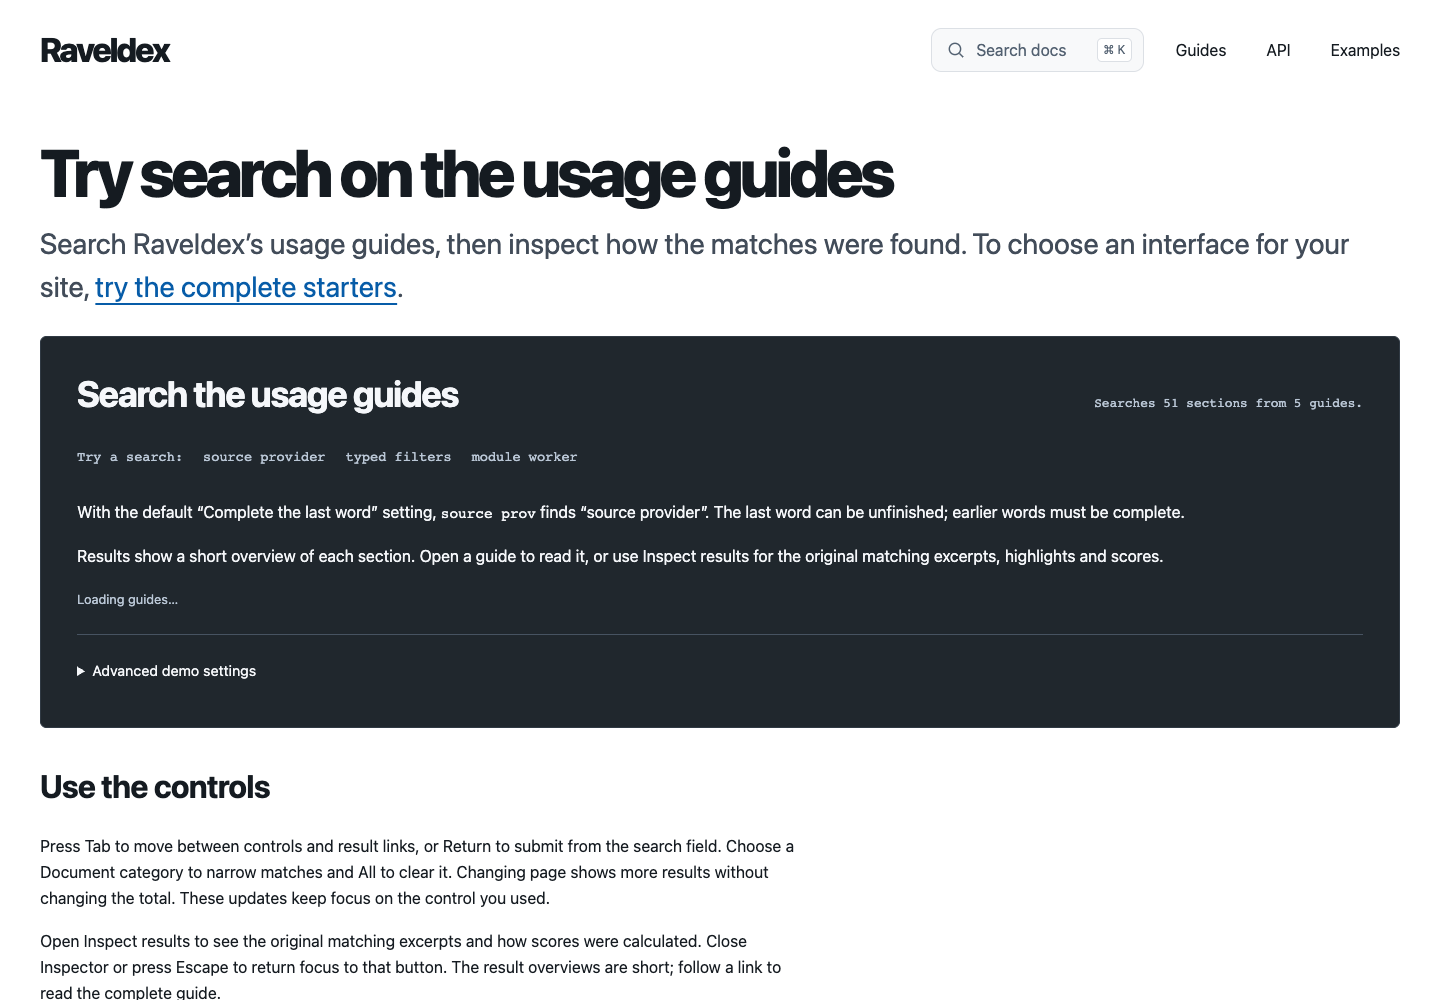 Raveldex
Search docs
⌘ K
Guides
API
Examples
Try search on the usage guides
Search Raveldex’s usage guides, then inspect how the matches were found. To choose an interface for your
site, try the complete starters.
Search the usage guides
Searches 51 sections from 5 guides.
Try a search: source provider typed filters module worker
With the default “Complete the last word” setting, source prov finds “source provider”. The last word can be unfinished; earlier words must be complete.
Results show a short overview of each section. Open a guide to read it, or use Inspect results for the original matching excerpts, highlights and scores.
Loading guides…
Advanced demo settings
Use the controls
Press Tab to move between controls and result links, or Return to submit from the search field. Choose a
Document category to narrow matches and All to clear it. Changing page shows more results without
changing the total. These updates keep focus on the control you used.
Open Inspect results to see the original matching excerpts and how scores were calculated. Close
Inspector or press Escape to return focus to that button. The result overviews are short; follow a link to
read the complete guide.